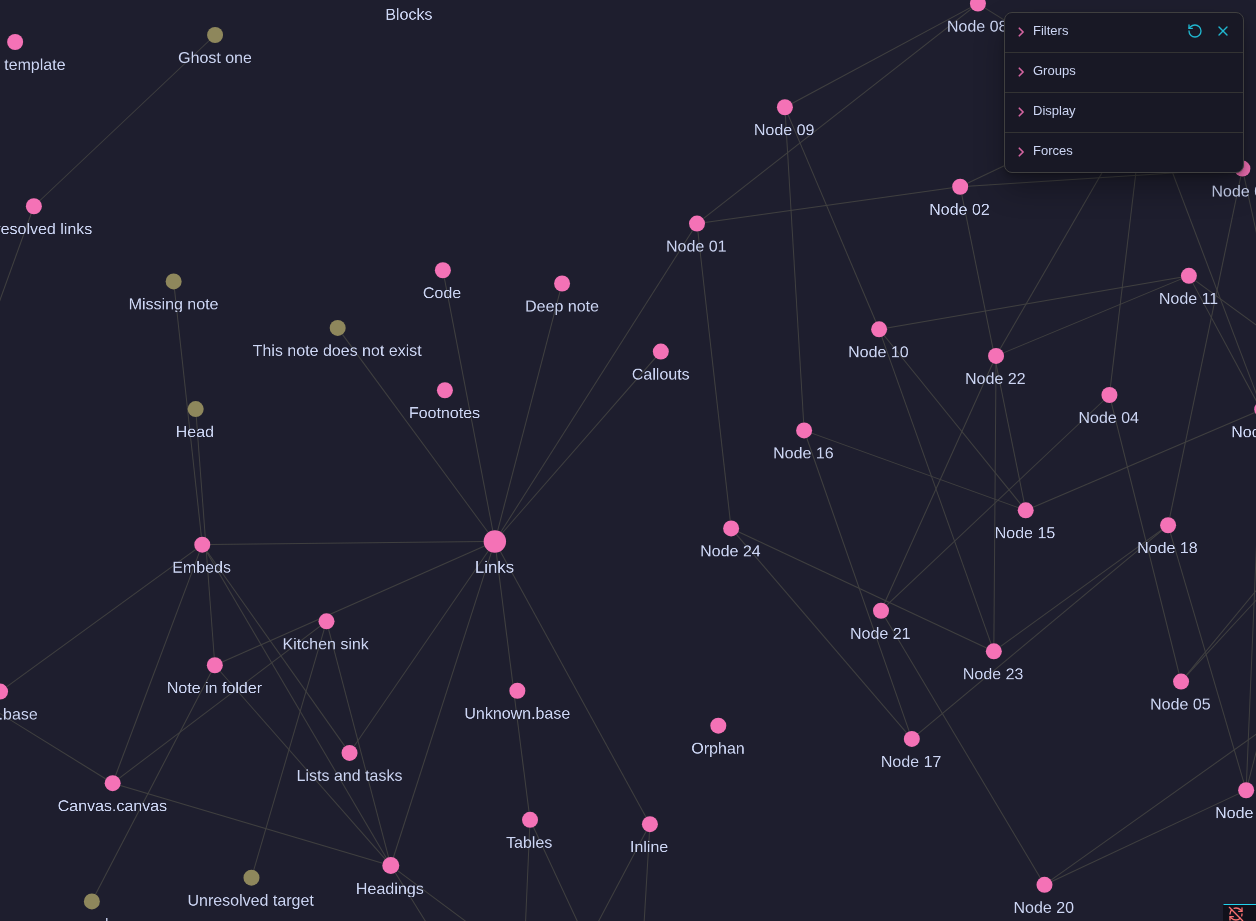 Blocks
Node 08
Filters
template
Ghost one
Groups
Display
Node 09
Forces
Node 02
Node
resolved links
Node 01
Missing note
Code
Deep note
Node 11
This note does not exist
Node 10
Callouts
Node 22
Footnotes
Node 04
Head
Node 16
Node 15
Node 24
Node 18
Embeds
Links
Node 21
Kitchen sink
Node 23
Note in folder
Node 05
.base
Unknown.base
Orphan
Node 17
Lists and tasks
Canvas.canvas
Node
Tables
Inline
Headings
Unresolved target
Node 20